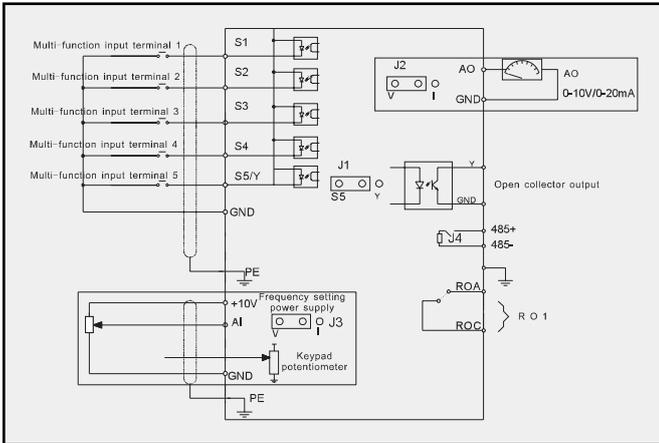 Multi-function input terminal 1
S1
Multi-function input terminal 2
S2
Multi-function input terminal 3
S3
Multi-function input terminal 4
S4
Multi-function input terminal 5
S5/Y
GND
PE
J2
V
I
AO
GND
AO
0-10V/0-20mA
J1
S5
Y
Y
GND
Open collector output
485+
J4
485-
ROA
ROC
RO1
+10V
Frequency setting
power supply
AI
V
I
J3
Keypad
potentiometer
GND
PE